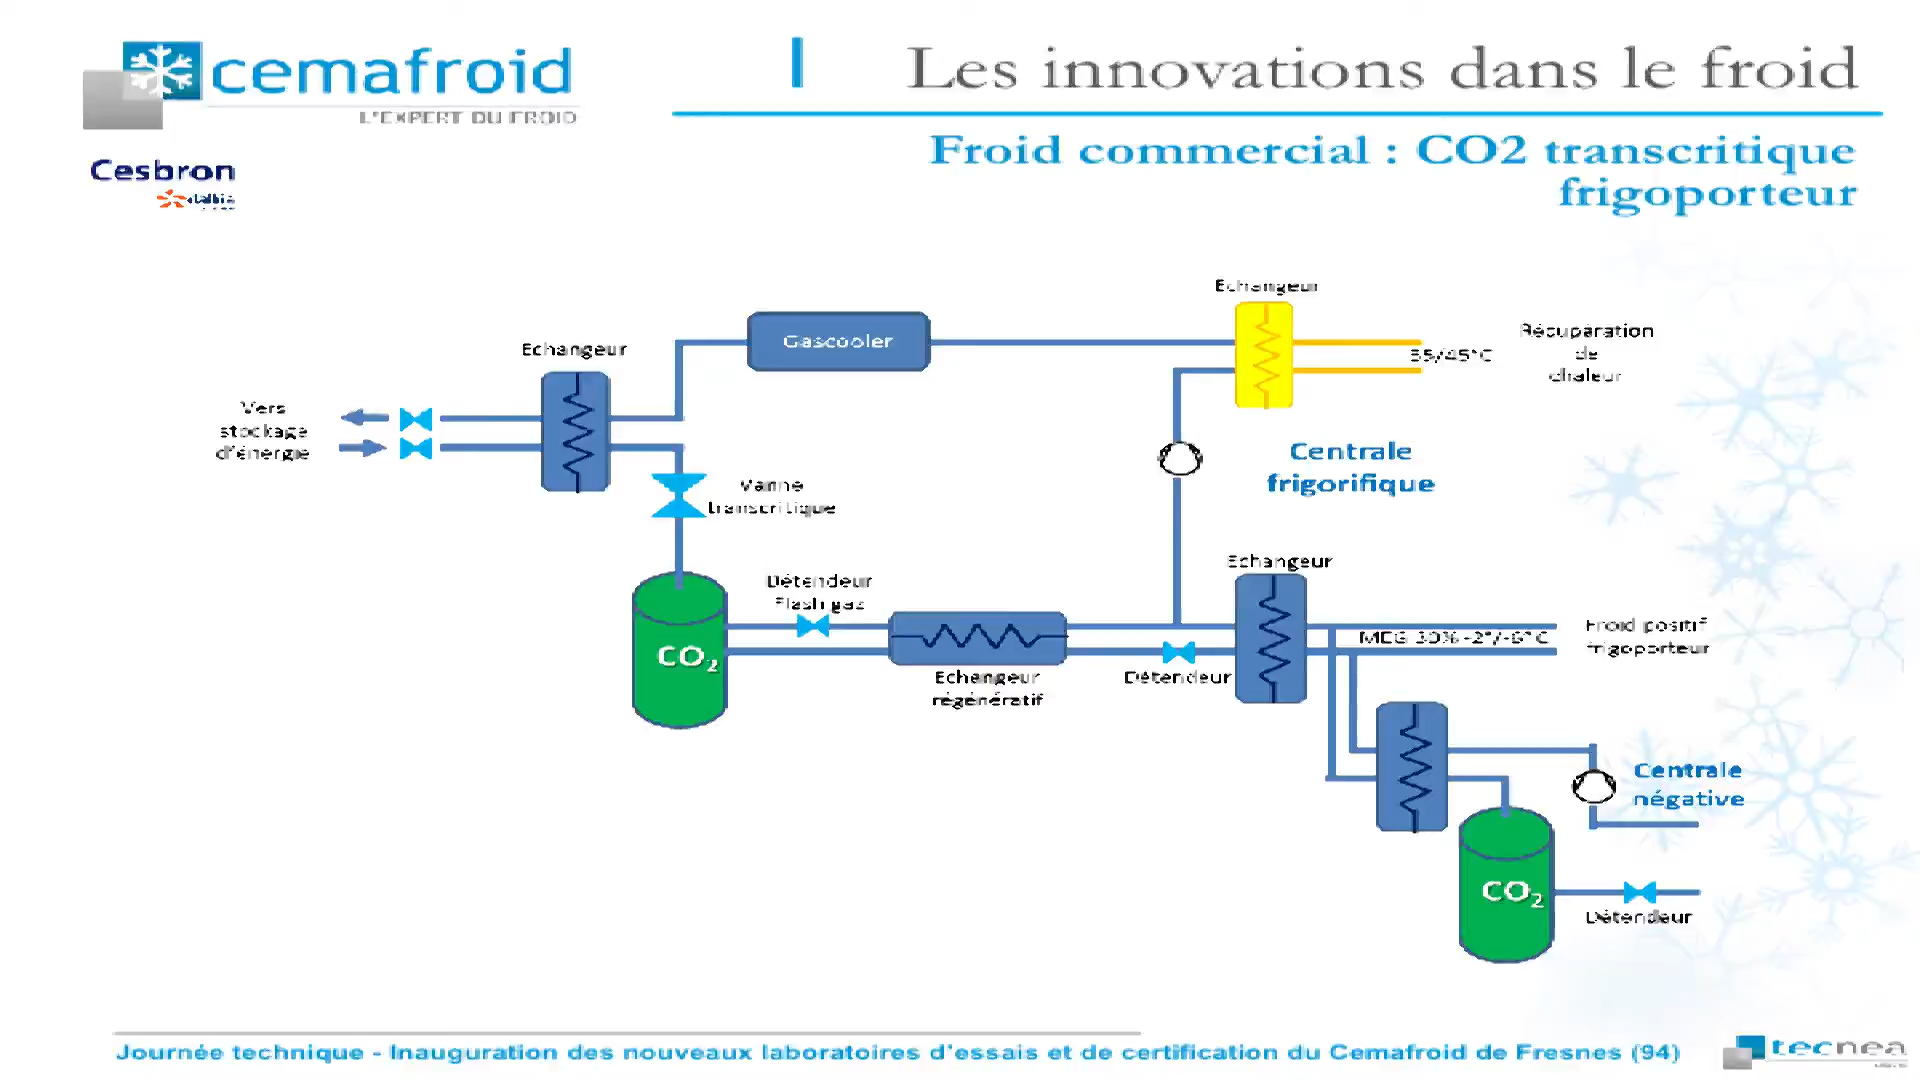 cemafroid
L'EXPERT DU FROID
Les innovations dans le froid
Cesbron
dalkia
Froid commercial : CO2 transcritique
frigoporteur
Echangeur
Gascooler
Récupération
de
chaleur
35/45°C
Echangeur
Vers
stockage
d'énergie
Centrale
frigorifique
Vanne
transcritique
Echangeur
Détendeur
Flash gaz
CO2
Froid positif
frigoporteur
MEG 30% -2°/-6°C
Echangeur
régénératif
Détendeur
Centrale
négative
CO2
Détendeur
Journée technique - Inauguration des nouveaux laboratoires d'essais et de certification du Cemafroid de Fresnes (94)
tecnea